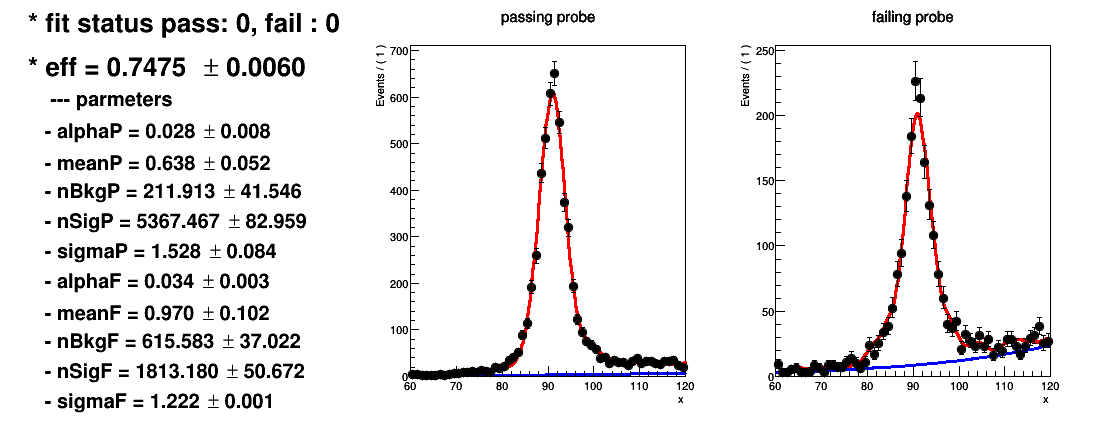 * fit status pass: 0, fail : 0
* eff = 0.7475 ± 0.0060
--- parmeters
- alphaP = 0.028 ± 0.008
- meanP = 0.638 ± 0.052
- nBkgP = 211.913 ± 41.546
- nSigP = 5367.467 ± 82.959
- sigmaP = 1.528 ± 0.084
- alphaF = 0.034 ± 0.003
- meanF = 0.970 ± 0.102
- nBkgF = 615.583 ± 37.022
- nSigF = 1813.180 ± 50.672
- sigmaF = 1.222 ± 0.001
passing probe
Events / ( 1 )
700
600
500
400
300
200
100
0
60 70 80 90 100 110 120
x
failing probe
Events / ( 1 )
250
200
150
100
50
0
60 70 80 90 100 110 120
x